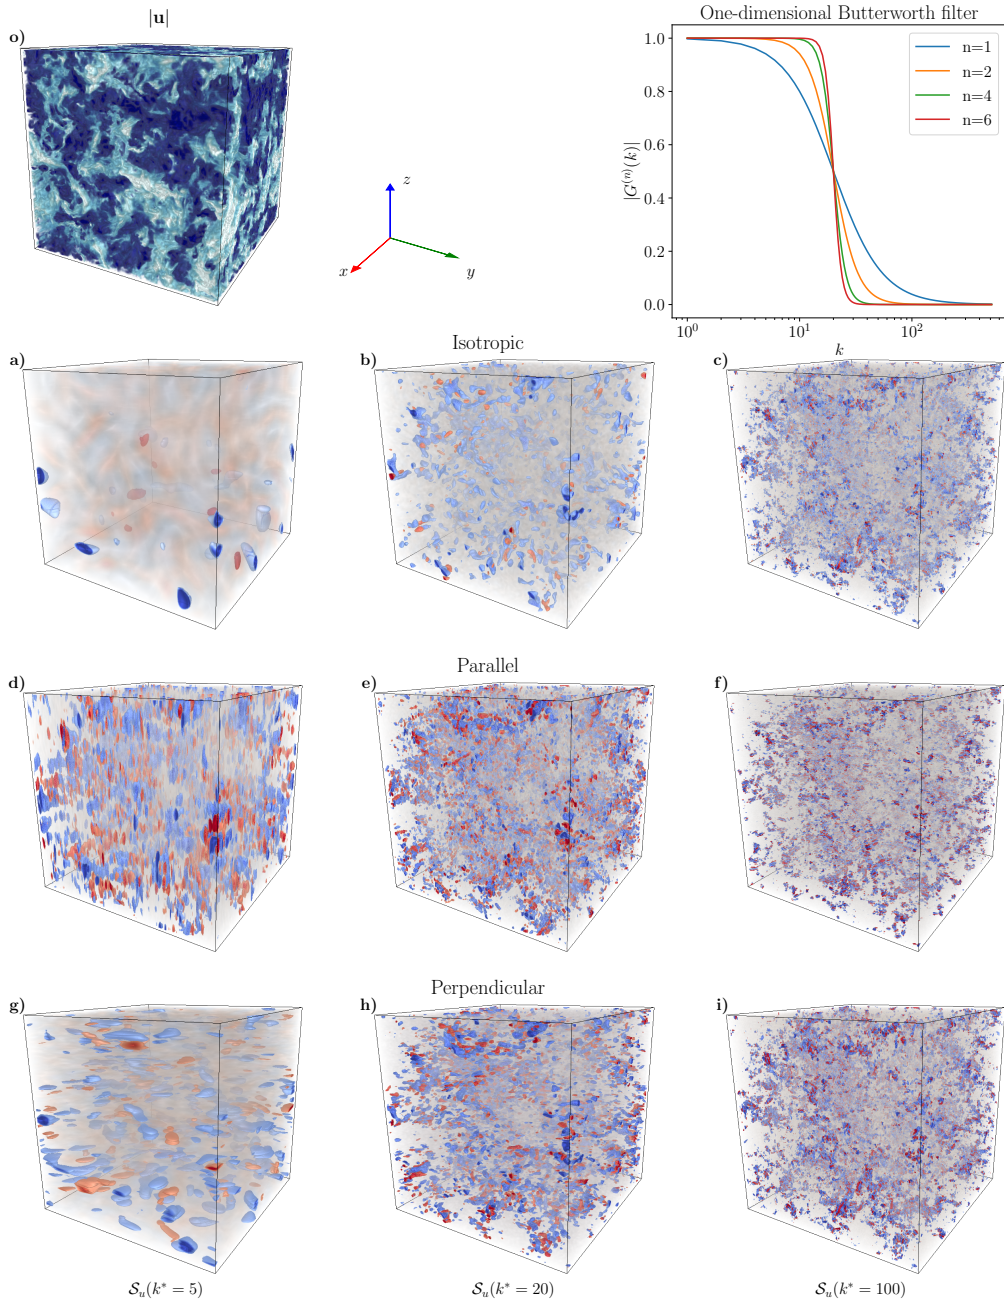 |u|
o)
One-dimensional Butterworth filter
n=1
n=2
n=4
n=6
|G^{(n)}(k)|
1.0
0.8
0.6
0.4
0.2
0.0
10^0
10^1
10^2
k
z
x
y
Isotropic
a)
b)
c)
Parallel
d)
e)
f)
Perpendicular
g)
h)
i)
𝒮_u(k* = 5)
𝒮_u(k* = 20)
𝒮_u(k* = 100)